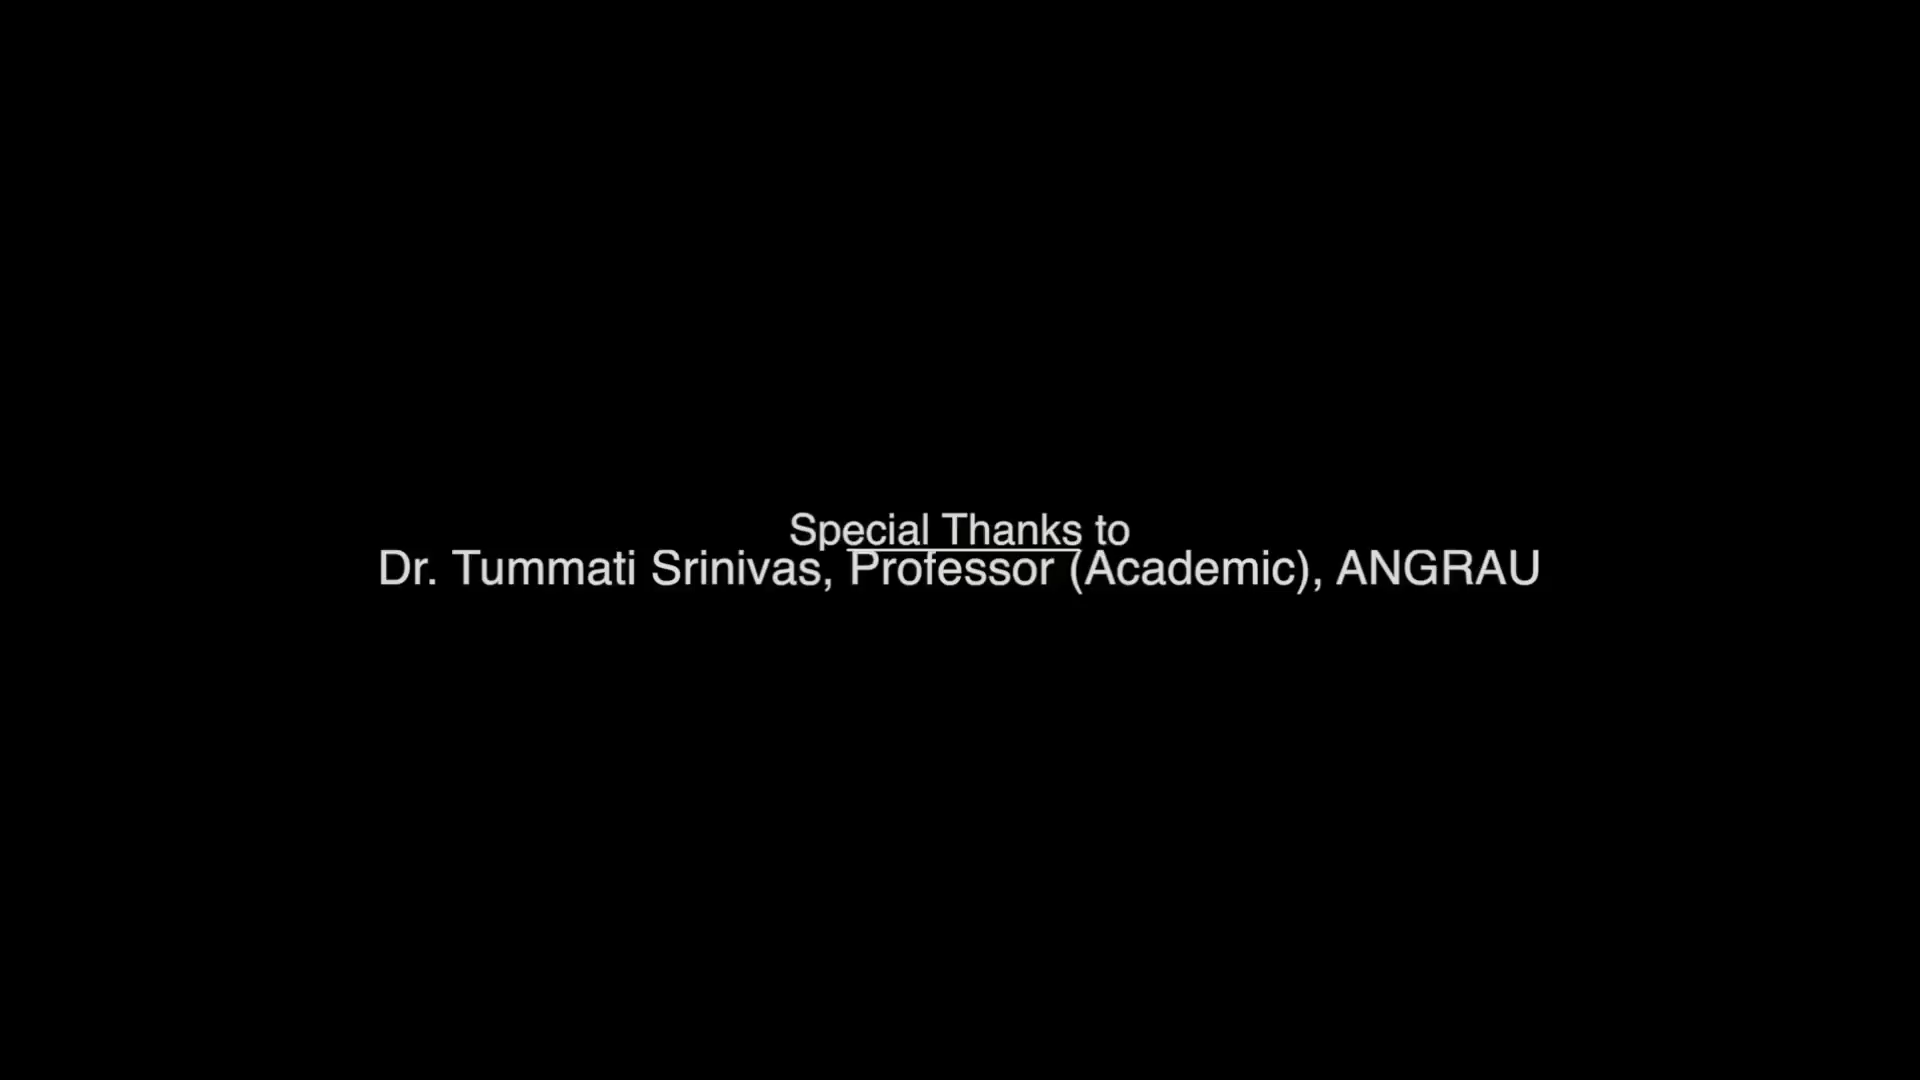 Special Thanks to
Dr. Tummati Srinivas, Professor (Academic), ANGRAU